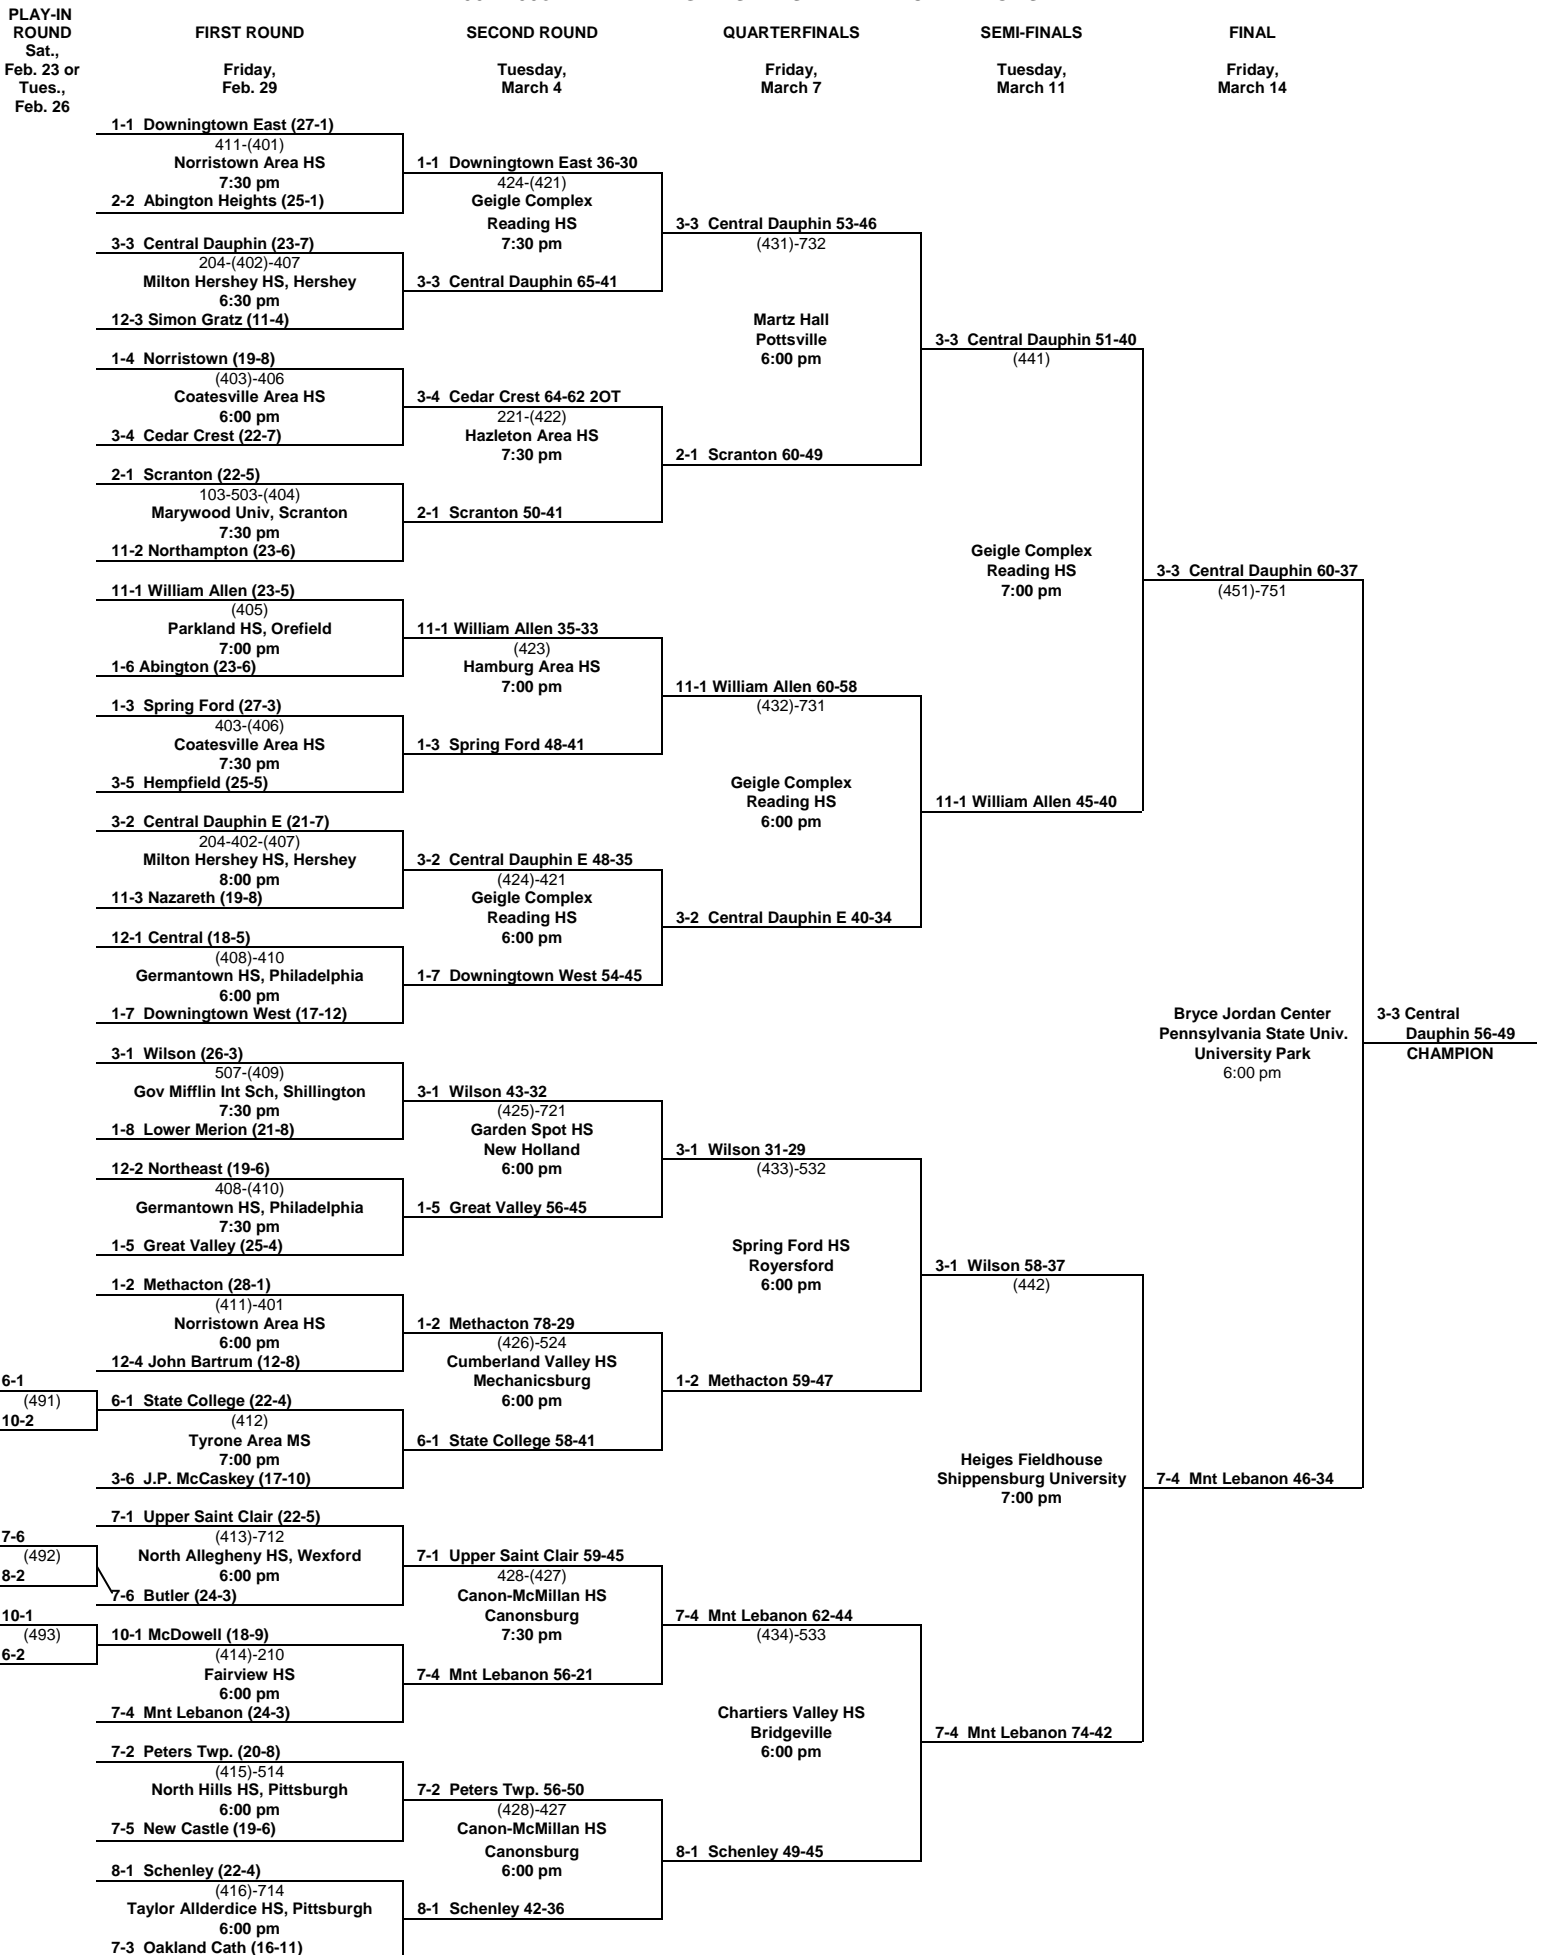 PLAY-IN
ROUND
Sat.,
Feb. 23 or
Tues.,
Feb. 26
FIRST ROUND
Friday,
Feb. 29
SECOND ROUND
Tuesday,
March 4
QUARTERFINALS
Friday,
March 7
SEMI-FINALS
Tuesday,
March 11
FINAL
Friday,
March 14
6-1
(491)
10-2
7-6
(492)
8-2
10-1
(493)
6-2
1-1 Downingtown East (27-1)
411-(401)
Norristown Area HS
7:30 pm
2-2 Abington Heights (25-1)
3-3 Central Dauphin (23-7)
204-(402)-407
Milton Hershey HS, Hershey
6:30 pm
12-3 Simon Gratz (11-4)
1-4 Norristown (19-8)
(403)-406
Coatesville Area HS
6:00 pm
3-4 Cedar Crest (22-7)
2-1 Scranton (22-5)
103-503-(404)
Marywood Univ, Scranton
7:30 pm
11-2 Northampton (23-6)
11-1 William Allen (23-5)
(405)
Parkland HS, Orefield
7:00 pm
1-6 Abington (23-6)
1-3 Spring Ford (27-3)
403-(406)
Coatesville Area HS
7:30 pm
3-5 Hempfield (25-5)
3-2 Central Dauphin E (21-7)
204-402-(407)
Milton Hershey HS, Hershey
8:00 pm
11-3 Nazareth (19-8)
12-1 Central (18-5)
(408)-410
Germantown HS, Philadelphia
6:00 pm
1-7 Downingtown West (17-12)
3-1 Wilson (26-3)
507-(409)
Gov Mifflin Int Sch, Shillington
7:30 pm
1-8 Lower Merion (21-8)
12-2 Northeast (19-6)
408-(410)
Germantown HS, Philadelphia
7:30 pm
1-5 Great Valley (25-4)
1-2 Methacton (28-1)
(411)-401
Norristown Area HS
6:00 pm
12-4 John Bartrum (12-8)
6-1 State College (22-4)
(412)
Tyrone Area MS
7:00 pm
3-6 J.P. McCaskey (17-10)
7-1 Upper Saint Clair (22-5)
(413)-712
North Allegheny HS, Wexford
6:00 pm
7-6 Butler (24-3)
10-1 McDowell (18-9)
(414)-210
Fairview HS
6:00 pm
7-4 Mnt Lebanon (24-3)
7-2 Peters Twp. (20-8)
(415)-514
North Hills HS, Pittsburgh
6:00 pm
7-5 New Castle (19-6)
8-1 Schenley (22-4)
(416)-714
Taylor Allderdice HS, Pittsburgh
6:00 pm
7-3 Oakland Cath (16-11)
1-1 Downingtown East 36-30
424-(421)
Geigle Complex
Reading HS
7:30 pm
3-3 Central Dauphin 65-41
3-4 Cedar Crest 64-62 2OT
221-(422)
Hazleton Area HS
7:30 pm
2-1 Scranton 50-41
11-1 William Allen 35-33
(423)
Hamburg Area HS
7:00 pm
1-3 Spring Ford 48-41
3-2 Central Dauphin E 48-35
(424)-421
Geigle Complex
Reading HS
6:00 pm
1-7 Downingtown West 54-45
3-1 Wilson 43-32
(425)-721
Garden Spot HS
New Holland
6:00 pm
1-5 Great Valley 56-45
1-2 Methacton 78-29
(426)-524
Cumberland Valley HS
Mechanicsburg
6:00 pm
6-1 State College 58-41
7-1 Upper Saint Clair 59-45
428-(427)
Canon-McMillan HS
Canonsburg
7:30 pm
7-4 Mnt Lebanon 56-21
7-2 Peters Twp. 56-50
(428)-427
Canon-McMillan HS
Canonsburg
6:00 pm
8-1 Schenley 42-36
3-3 Central Dauphin 53-46
(431)-732
Martz Hall
Pottsville
6:00 pm
2-1 Scranton 60-49
11-1 William Allen 60-58
(432)-731
Geigle Complex
Reading HS
6:00 pm
3-2 Central Dauphin E 40-34
3-1 Wilson 31-29
(433)-532
Spring Ford HS
Royersford
6:00 pm
1-2 Methacton 59-47
7-4 Mnt Lebanon 62-44
(434)-533
Chartiers Valley HS
Bridgeville
6:00 pm
8-1 Schenley 49-45
3-3 Central Dauphin 51-40
(441)
Geigle Complex
Reading HS
7:00 pm
11-1 William Allen 45-40
3-1 Wilson 58-37
(442)
Heiges Fieldhouse
Shippensburg University
7:00 pm
7-4 Mnt Lebanon 74-42
3-3 Central Dauphin 60-37
(451)-751
Bryce Jordan Center
Pennsylvania State Univ.
University Park
6:00 pm
7-4 Mnt Lebanon 46-34
3-3 Central
Dauphin 56-49
CHAMPION